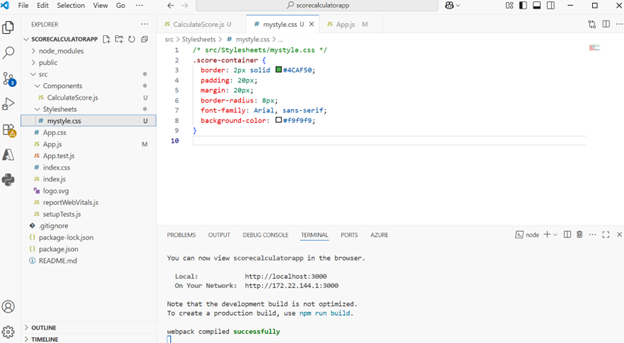 File Edit Selection View Go ...
scorecalculatorapp
EXPLORER
SCORECALCULATORAPP
node_modules
public
src
Components
JS CalculateScore.js U
Stylesheets
# mystyle.css U
# App.css
JS App.js M
JS App.test.js
# index.css
JS index.js
logo.svg
JS reportWebVitals.js
JS setupTests.js
.gitignore
{} package-lock.json
{} package.json
README.md
OUTLINE
TIMELINE
JS CalculateScore.js U
# mystyle.css U
JS App.js M
src > Stylesheets > # mystyle.css > ...
1 /* src/Stylesheets/mystyle.css */
2 .score-container {
3 border: 2px solid #4CAF50;
4 padding: 20px;
5 margin: 20px;
6 border-radius: 8px;
7 font-family: Arial, sans-serif;
8 background-color: #f9f9f9;
9 }
10
PROBLEMS OUTPUT DEBUG CONSOLE TERMINAL PORTS AZURE
node
You can now view scorecalculatorapp in the browser.
Local: http://localhost:3000
On Your Network: http://172.22.144.1:3000
Note that the development build is not optimized.
To create a production build, use npm run build.
webpack compiled successfully